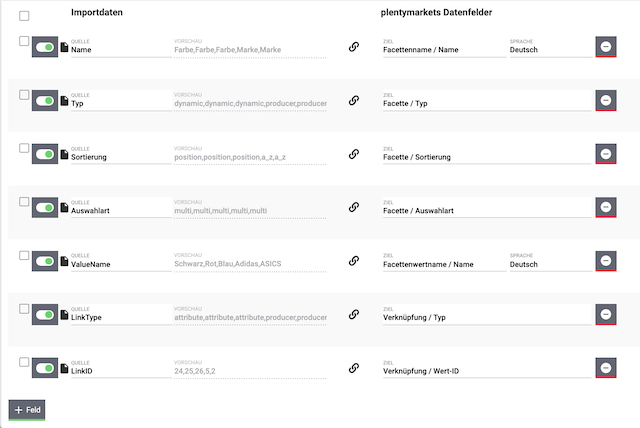 Importdaten plentymarkets Datenfelder
QUELLE VORSCHAU ZIEL SPRACHE
Name Farbe,Farbe,Farbe,Marke,Marke Facettenname / Name Deutsch
QUELLE VORSCHAU ZIEL
Typ dynamic,dynamic,dynamic,producer,producer Facette / Typ
QUELLE VORSCHAU ZIEL
Sortierung position,position,position,a_z,a_z Facette / Sortierung
QUELLE VORSCHAU ZIEL
Auswahlart multi,multi,multi,multi,multi Facette / Auswahlart
QUELLE VORSCHAU ZIEL SPRACHE
ValueName Schwarz,Rot,Blau,Adidas,ASICS Facettenwertname / Name Deutsch
QUELLE VORSCHAU ZIEL
LinkType attribute,attribute,attribute,producer,producer Verknüpfung / Typ
QUELLE VORSCHAU ZIEL
LinkID 24,25,26,5,2 Verknüpfung / Wert-ID
+ Feld